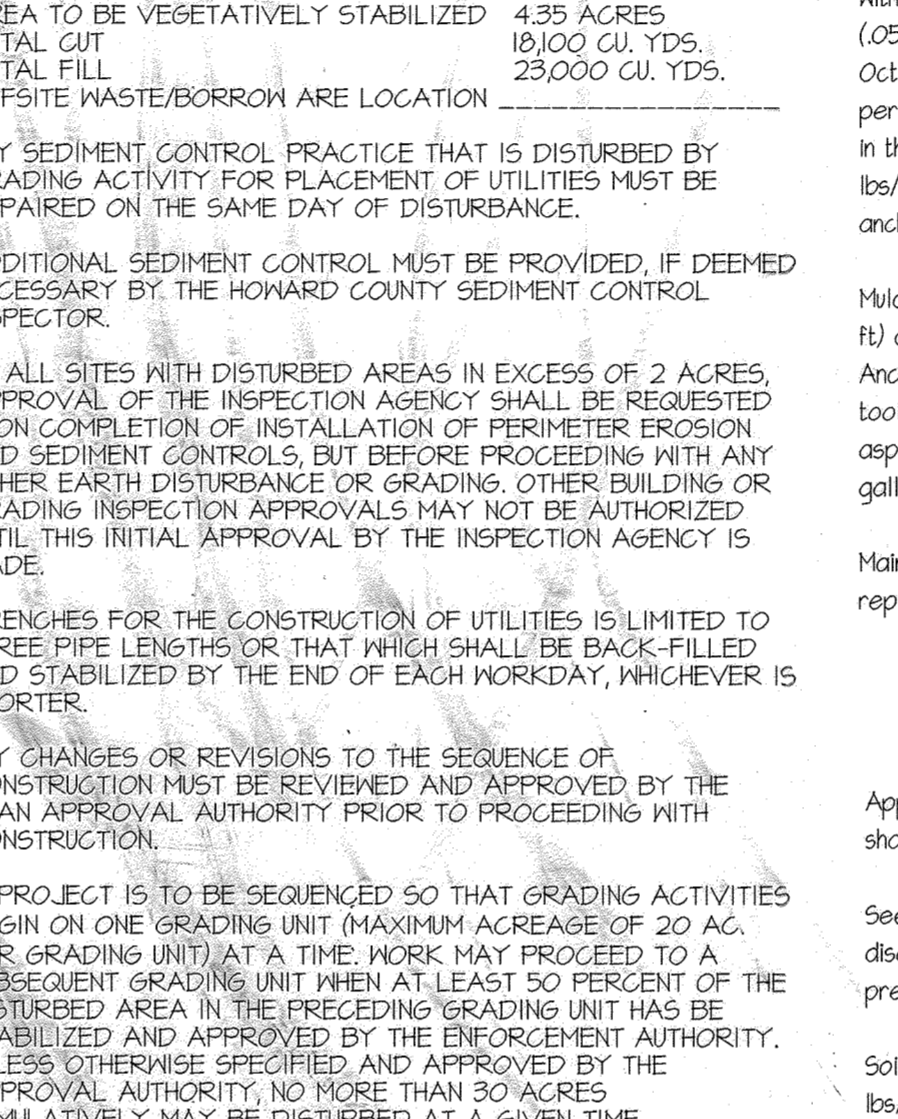 REA TO BE VEGETATIVELY STABILIZED 4.35 ACRES
TAL CUT 18,100 CU. YDS.
TAL FILL 23,000 CU. YDS.
FSITE WASTE/BORROW ARE LOCATION ____________________
Y SEDIMENT CONTROL PRACTICE THAT IS DISTURBED BY
RADING ACTIVITY FOR PLACEMENT OF UTILITIES MUST BE
PAIRED ON THE SAME DAY OF DISTURBANCE.
DITIONAL SEDIMENT CONTROL MUST BE PROVIDED, IF DEEMED
CESSARY BY THE HOWARD COUNTY SEDIMENT CONTROL
SPECTOR.
ALL SITES WITH DISTURBED AREAS IN EXCESS OF 2 ACRES,
PROVAL OF THE INSPECTION AGENCY SHALL BE REQUESTED
ON COMPLETION OF INSTALLATION OF PERIMETER EROSION
D SEDIMENT CONTROLS, BUT BEFORE PROCEEDING WITH ANY
HER EARTH DISTURBANCE OR GRADING. OTHER BUILDING OR
RADING INSPECTION APPROVALS MAY NOT BE AUTHORIZED
TIL THIS INITIAL APPROVAL BY THE INSPECTION AGENCY IS
ADE.
RENCHES FOR THE CONSTRUCTION OF UTILITIES IS LIMITED TO
REE PIPE LENGTHS OR THAT WHICH SHALL BE BACK-FILLED
D STABILIZED BY THE END OF EACH WORKDAY, WHICHEVER IS
ORTER.
Y CHANGES OR REVISIONS TO THE SEQUENCE OF
ONSTRUCTION MUST BE REVIEWED AND APPROVED BY THE
AN APPROVAL AUTHORITY PRIOR TO PROCEEDING WITH
ONSTRUCTION.
PROJECT IS TO BE SEQUENCED SO THAT GRADING ACTIVITIES
GIN ON ONE GRADING UNIT (MAXIMUM ACREAGE OF 20 AC.
R GRADING UNIT) AT A TIME. WORK MAY PROCEED TO A
BSEQUENT GRADING UNIT WHEN AT LEAST 50 PERCENT OF THE
STURBED AREA IN THE PRECEDING GRADING UNIT HAS BE
ABILIZED AND APPROVED BY THE ENFORCEMENT AUTHORITY.
LESS OTHERWISE SPECIFIED AND APPROVED BY THE
PROVAL AUTHORITY, NO MORE THAN 30 ACRES
MULATIVELY MAY BE DISTURBED AT A GIVEN TIME.
(.05
Oct
per
in th
lbs/
anch
Mulc
ft) 
Anc
tool
asp
gall
Main
rep
App
sho
See
disc
pre
Soi
lbs.